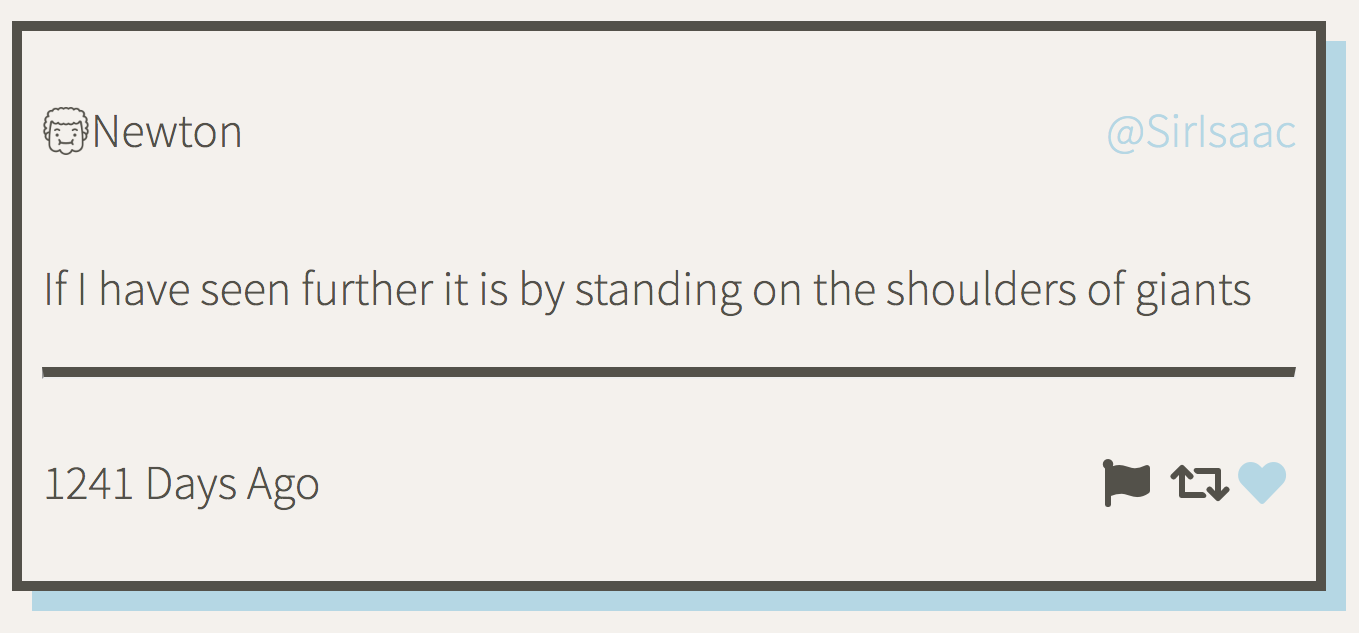 Newton @SirIsaac
If I have seen further it is by standing on the shoulders of giants
1241 Days Ago